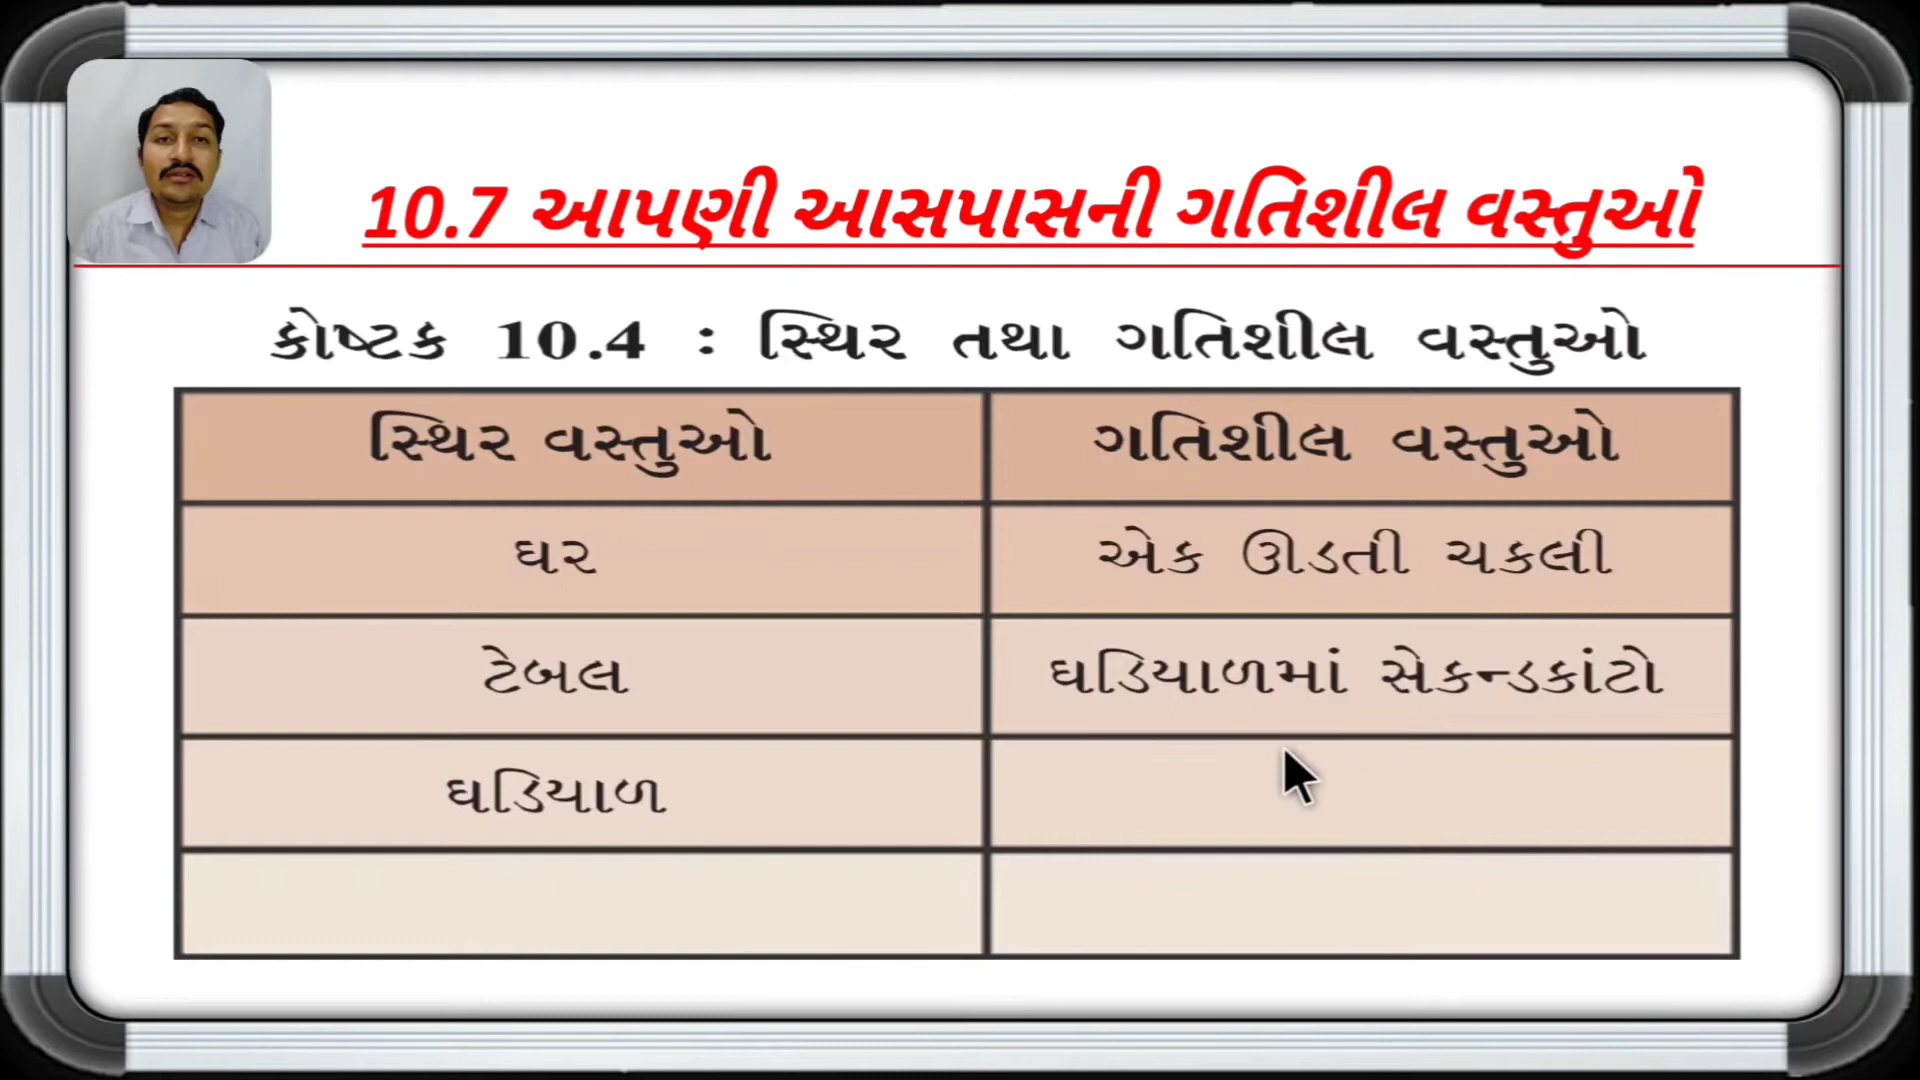 10.7 આપણી આસપાસની ગતિશીલ વસ્તુઓ
કોષ્ટક 10.4 : સ્થિર તથા ગતિશીલ વસ્તુઓ
સ્થિર વસ્તુઓ ગતિશીલ વસ્તુઓ
ઘર એક ઊડતી ચકલી
ટેબલ ઘડિયાળમાં સેકન્ડકાંટો
ઘડિયાળ